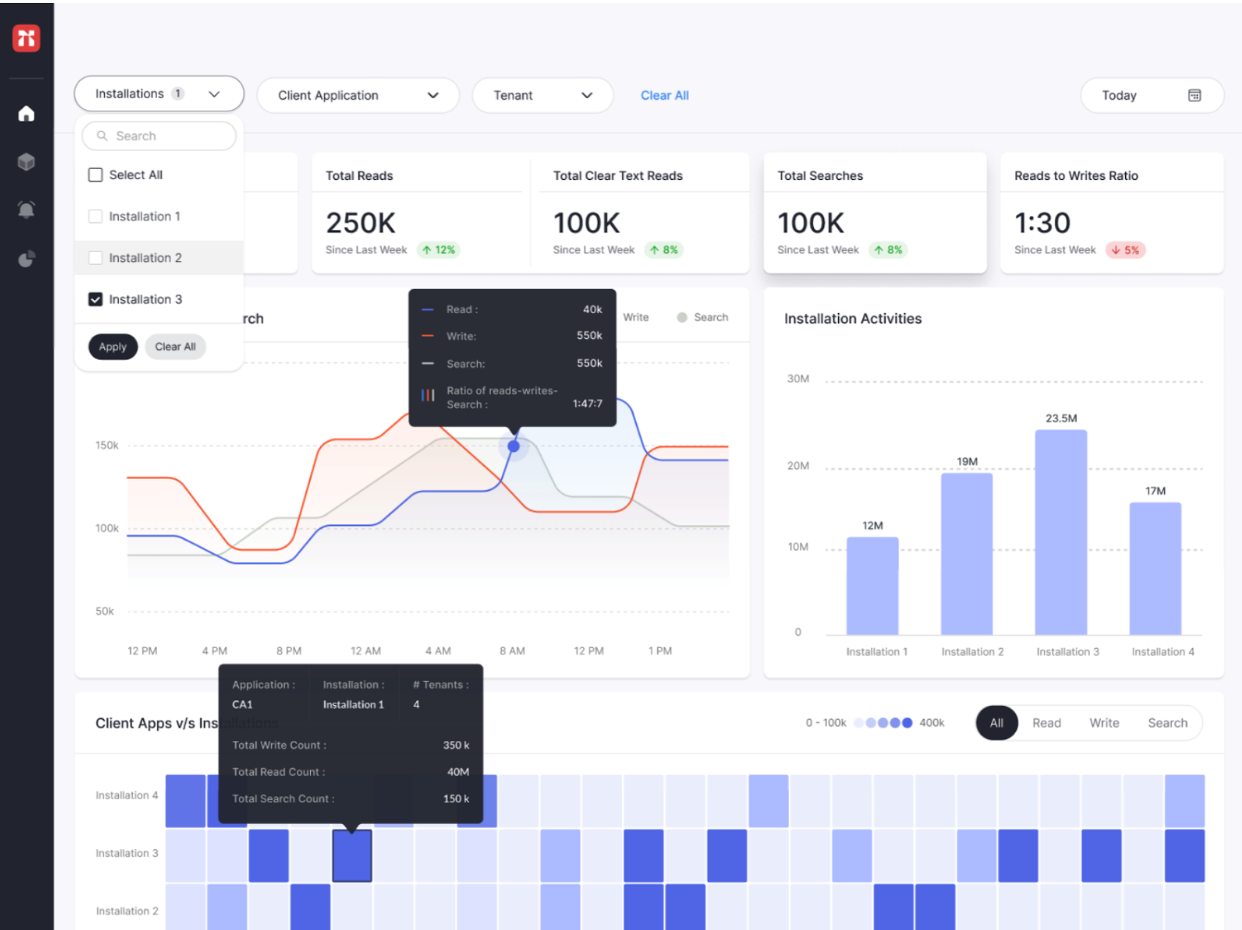 Installations 1
Client Application
Tenant
Clear All
Today
Search
Select All
Installation 1
Installation 2
Installation 3
Apply
Clear All
Total Reads
250K
Since Last Week
12%
Total Clear Text Reads
100K
Since Last Week
8%
Total Searches
100K
Since Last Week
8%
Reads to Writes Ratio
1:30
Since Last Week
5%
rch
Write
Search
Read :
40k
Write:
550k
Search:
550k
Ratio of reads-writes-
Search :
1:47:7
150k
100k
50k
12 PM
4 PM
8 PM
12 AM
4 AM
8 AM
12 PM
1 PM
Installation Activities
30M
20M
10M
0
12M
19M
23.5M
17M
Installation 1
Installation 2
Installation 3
Installation 4
Client Apps v/s Installations
0 - 100k
400k
All
Read
Write
Search
Application :
CA1
Installation :
Installation 1
# Tenants :
4
Total Write Count :
350 k
Total Read Count :
40M
Total Search Count :
150 k
Installation 4
Installation 3
Installation 2